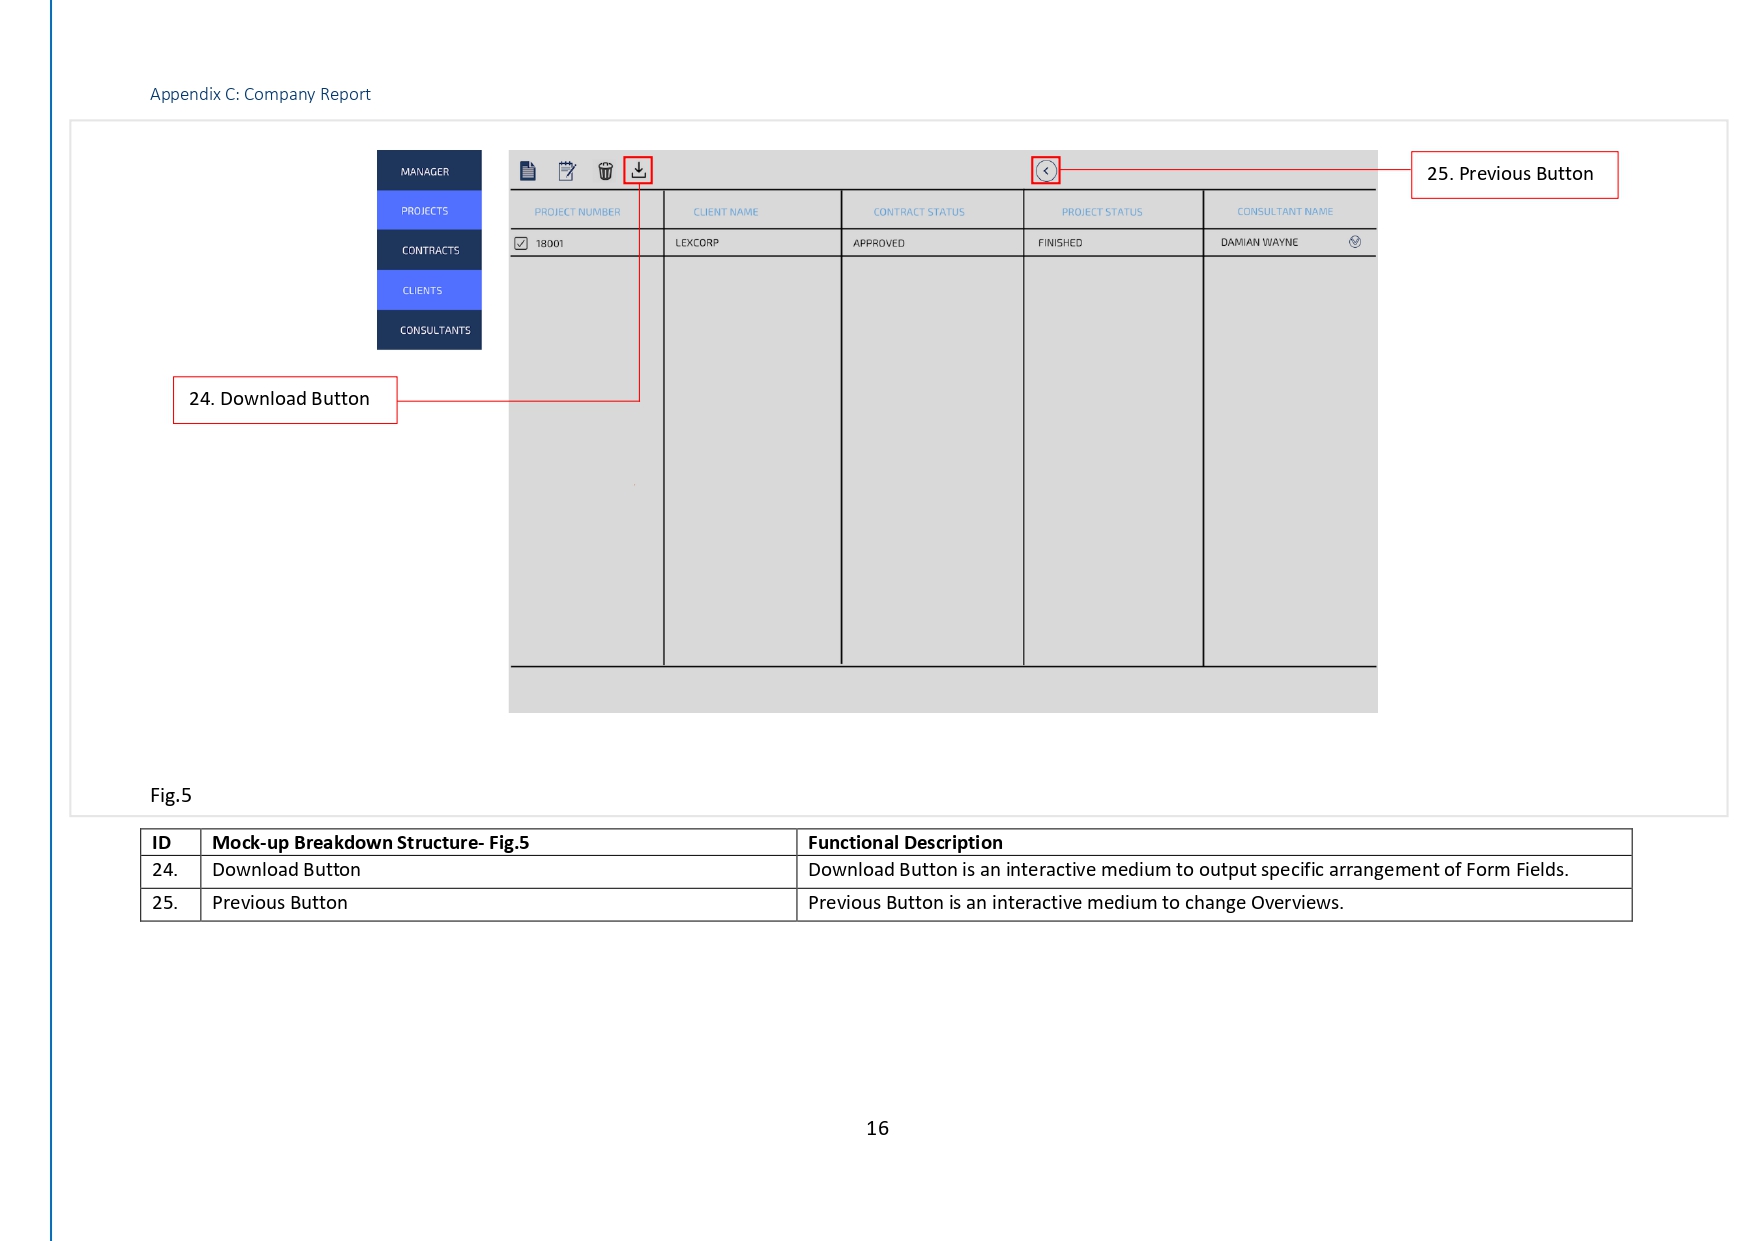 Appendix C: Company Report
MANAGER
PROJECTS
CONTRACTS
CLIENTS
CONSULTANTS
25. Previous Button
PROJECT NUMBER CLIENT NAME CONTRACT STATUS PROJECT STATUS CONSULTANT NAME
18001 LEXCORP APPROVED FINISHED DAMIAN WAYNE
24. Download Button
Fig.5
ID Mock-up Breakdown Structure- Fig.5 Functional Description
24. Download Button Download Button is an interactive medium to output specific arrangement of Form Fields.
25. Previous Button Previous Button is an interactive medium to change Overviews.
16